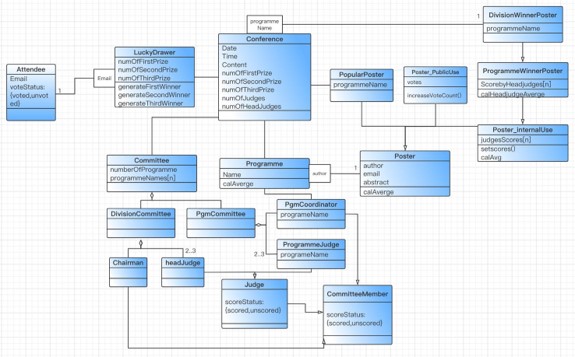 programme
Name
1
DivisionWinnerPoster
programmeName
Conference
Date
Time
Content
numOfFirstPrize
numOfSecondPrize
numOfThirdPrize
numOfJudges
numOfHeadJudges
LuckyDrawer
numOfFirstPrize
numOfSecondPrize
numOfThirdPrize
generateFirstWinner
generateSecondWinner
generateThirdWinner
Attendee
Email
voteStatus:
{voted,unvot
ed}
1
Email
PopularPoster
programmeName
Poster_PublicUse
votes
increaseVoteCount()
ProgrammeWinnerPoster
ScorebyHeadjudges[n]
calHeadjudgeAverge
Poster_InternalUse
judgesScores[n]
setscores()
calAvg
Committee
numberOfProgramme
programmeNames[n]
Programme
Name
calAverge
author
1
Poster
author
email
abstract
calAverge
DivisionCommittee
PgmCommittee
PgmCoordinator
programeName
2..3
ProgrammeJudge
programeName
2..3
Chairman
headJudge
Judge
scoreStatus:
{scored,unscored}
CommitteeMember
scoreStatus:
{scored,unscored}